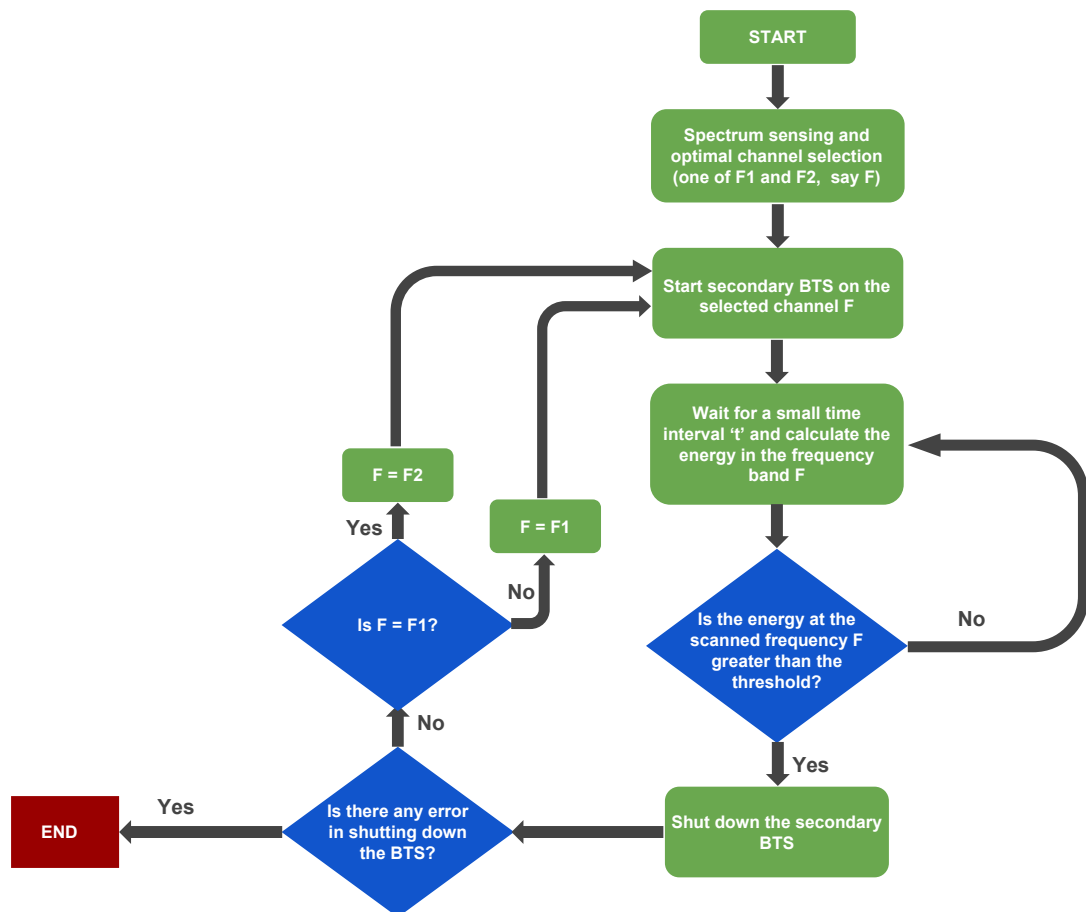 START
Spectrum sensing and
optimal channel selection
(one of F1 and F2,  say F)
Start secondary BTS on the
selected channel F
Wait for a small time
interval ‘t’ and calculate the
energy in the frequency
band F
F = F2
F = F1
Yes
No
Is F = F1?
Is the energy at the
scanned frequency F
greater than the
threshold?
No
No
Yes
Yes
END
Is there any error
in shutting down
the BTS?
Shut down the secondary
BTS